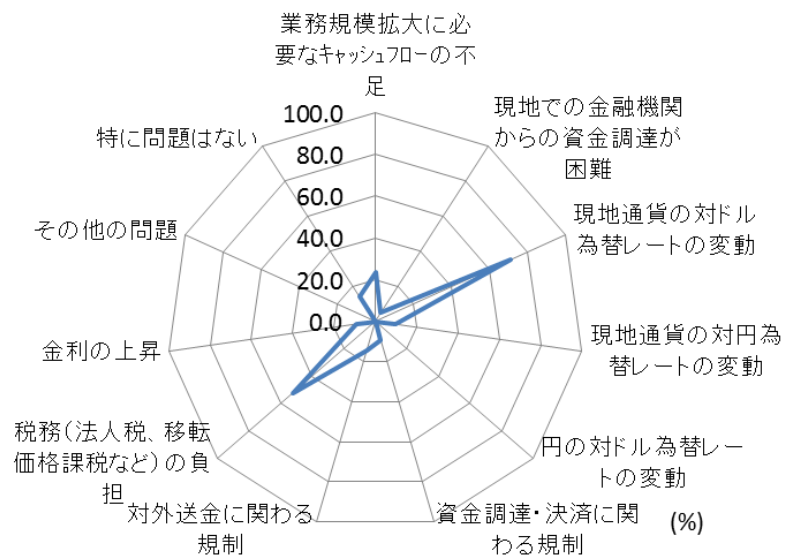 業務規模拡大に必
要なキャッシュフローの不
足
現地での金融機関
からの資金調達が
困難
現地通貨の対ドル
為替レートの変動
現地通貨の対円為
替レートの変動
円の対ドル為替レー
トの変動
資金調達・決済に関
わる規制
(%)
対外送金に関わる
規制
税務(法人税、移転
価格課税など)の負
担
金利の上昇
その他の問題
特に問題はない
100.0
80.0
60.0
40.0
20.0
0.0